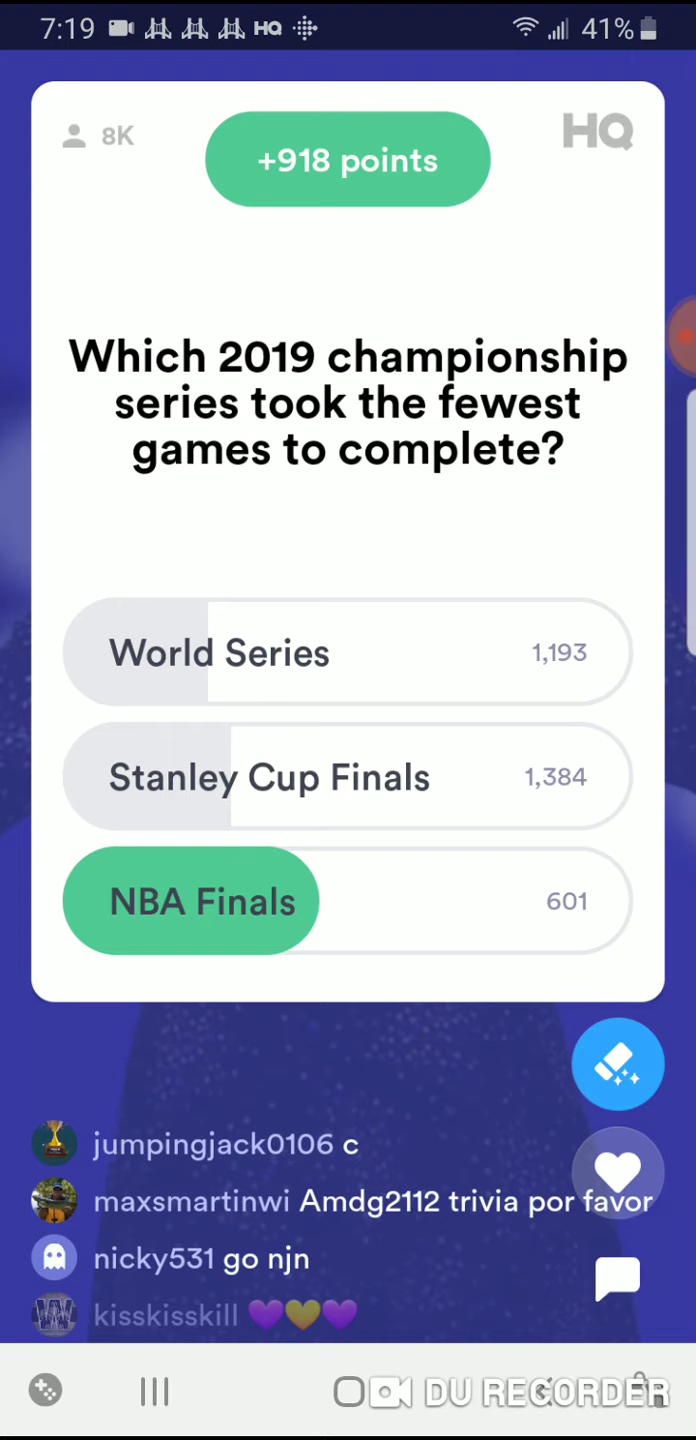 7:19 HQ 41%
8K +918 points HQ
Which 2019 championship
series took the fewest
games to complete?
World Series 1,193
Stanley Cup Finals 1,384
NBA Finals 601
jumpingjack0106 c
maxsmartinwi Amdg2112 trivia por favor
nicky531 go njn
kisskisskill 💜💛💜
DU RECORDER